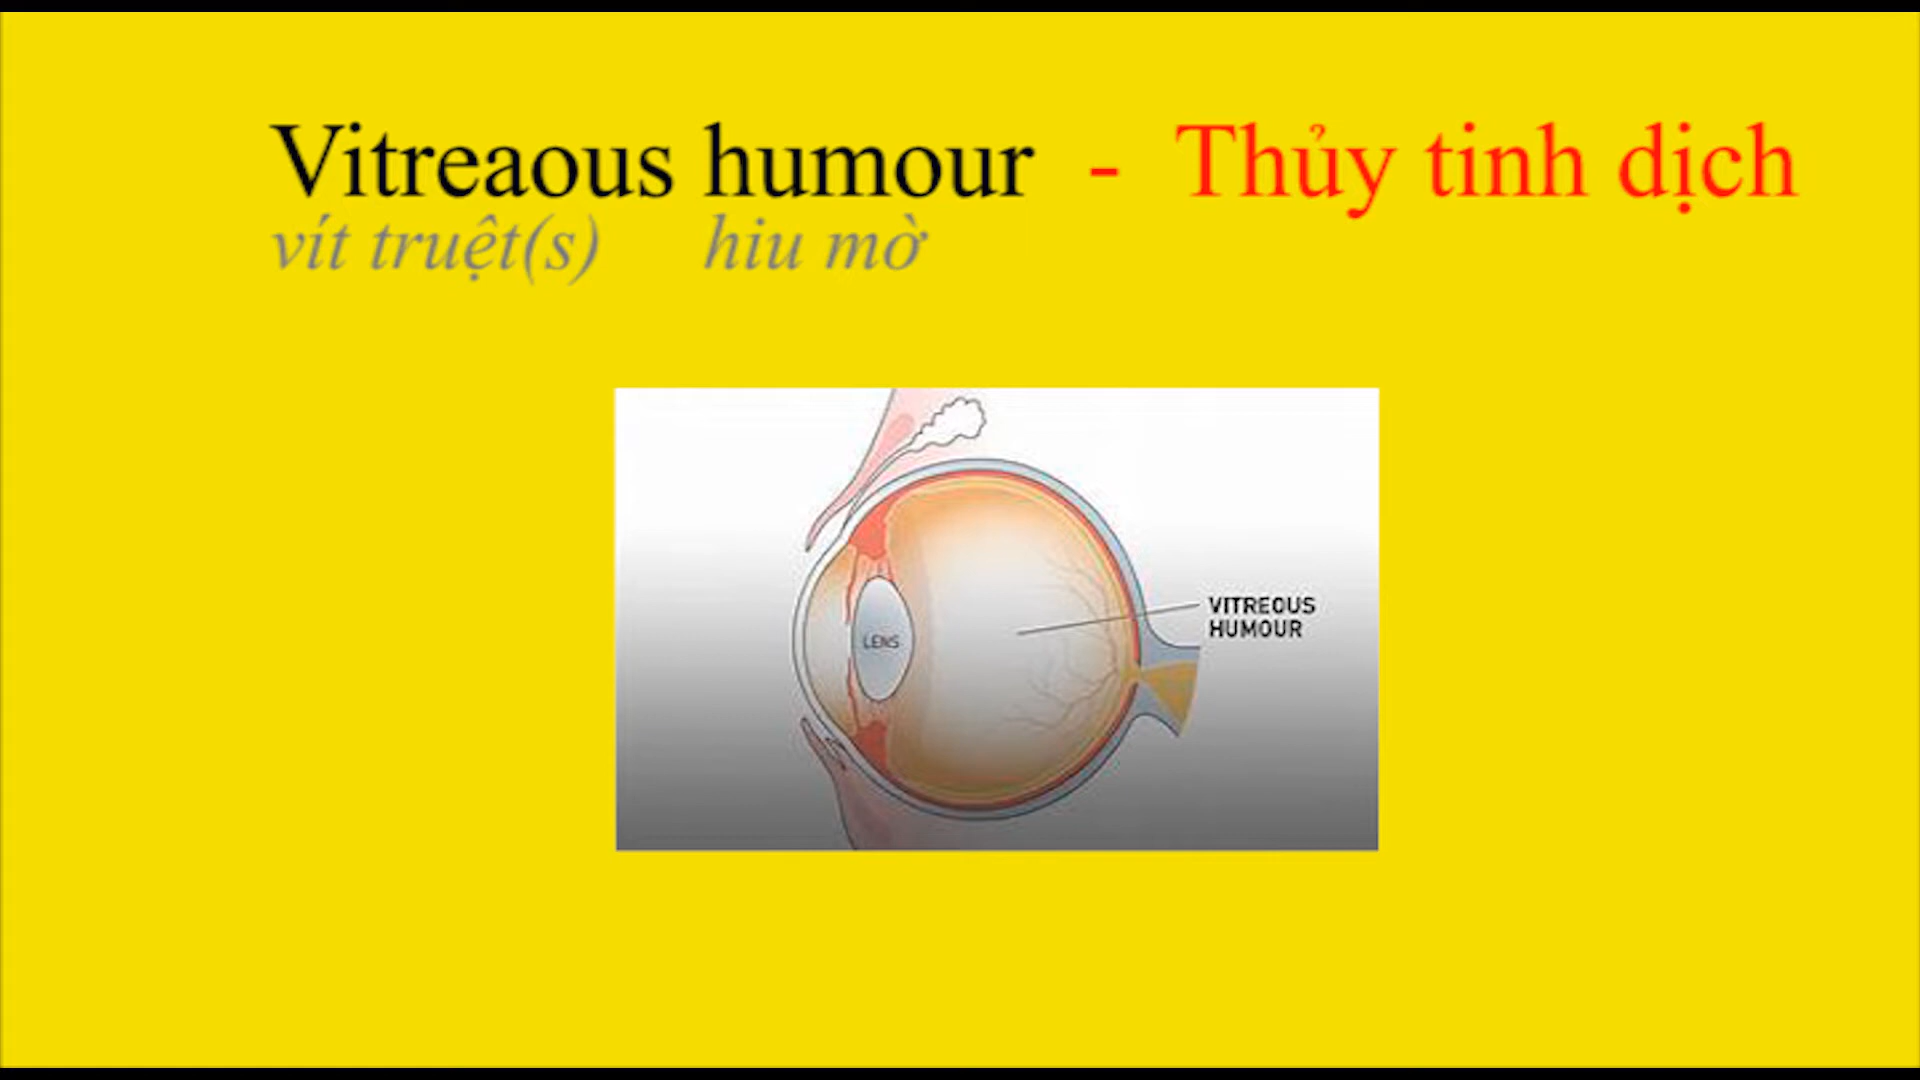 Vitreaous humour - Thủy tinh dịch
vít truệt(s) hiu mờ
LENS
VITREOUS
HUMOUR